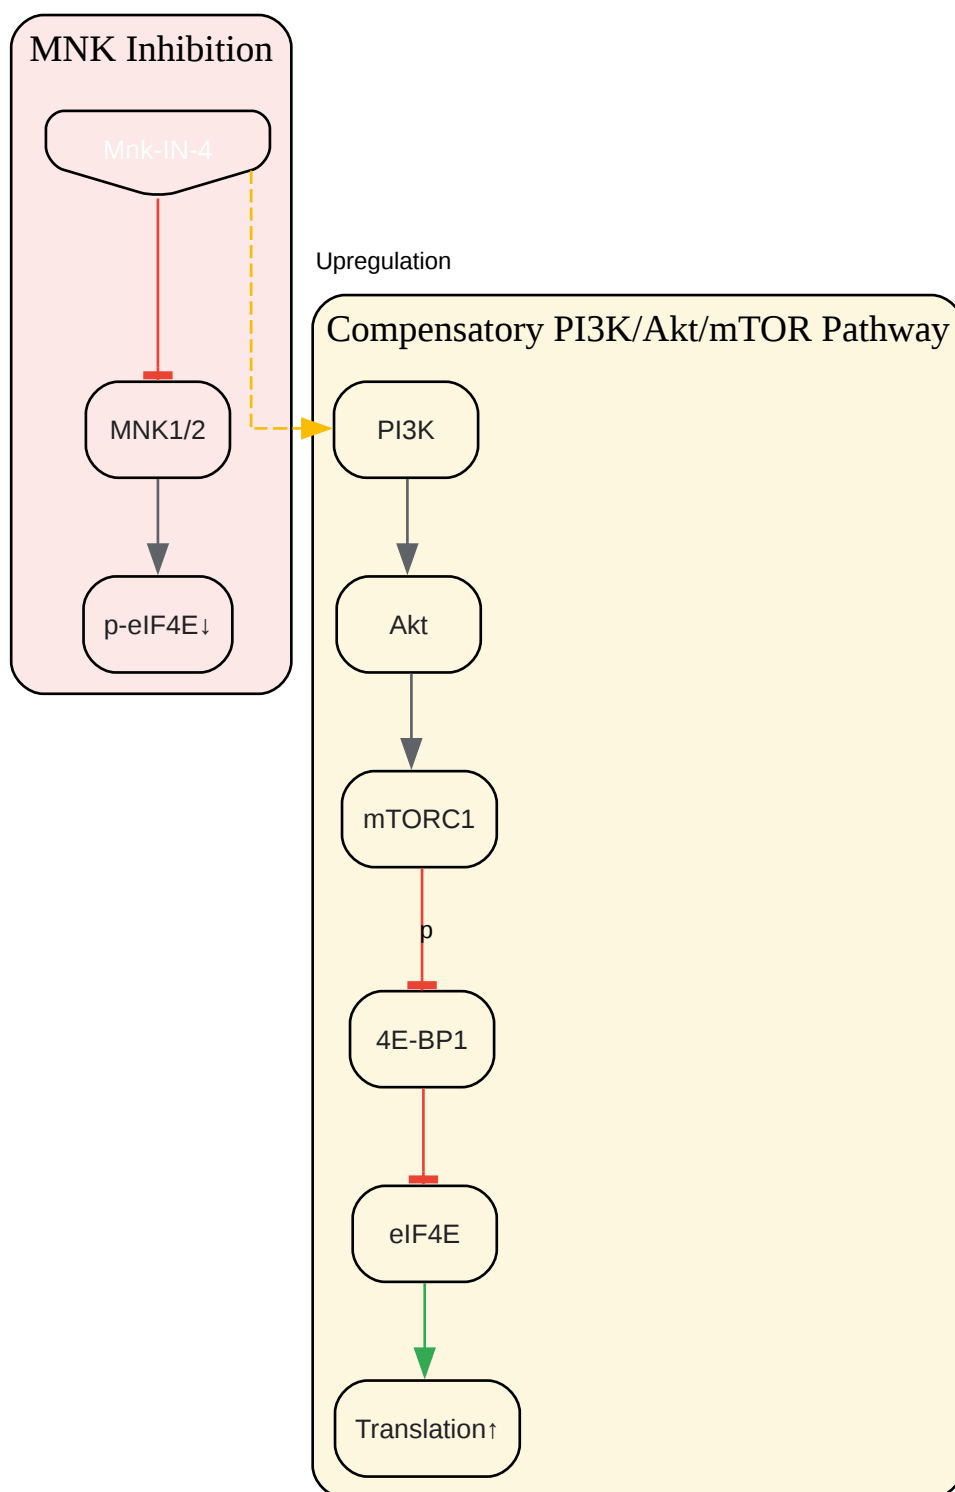 MNK Inhibition
Mnk-IN-4
Upregulation
Compensatory PI3K/Akt/mTOR Pathway
MNK1/2
PI3K
p-eIF4E↓
Akt
mTORC1
p
4E-BP1
eIF4E
Translation↑